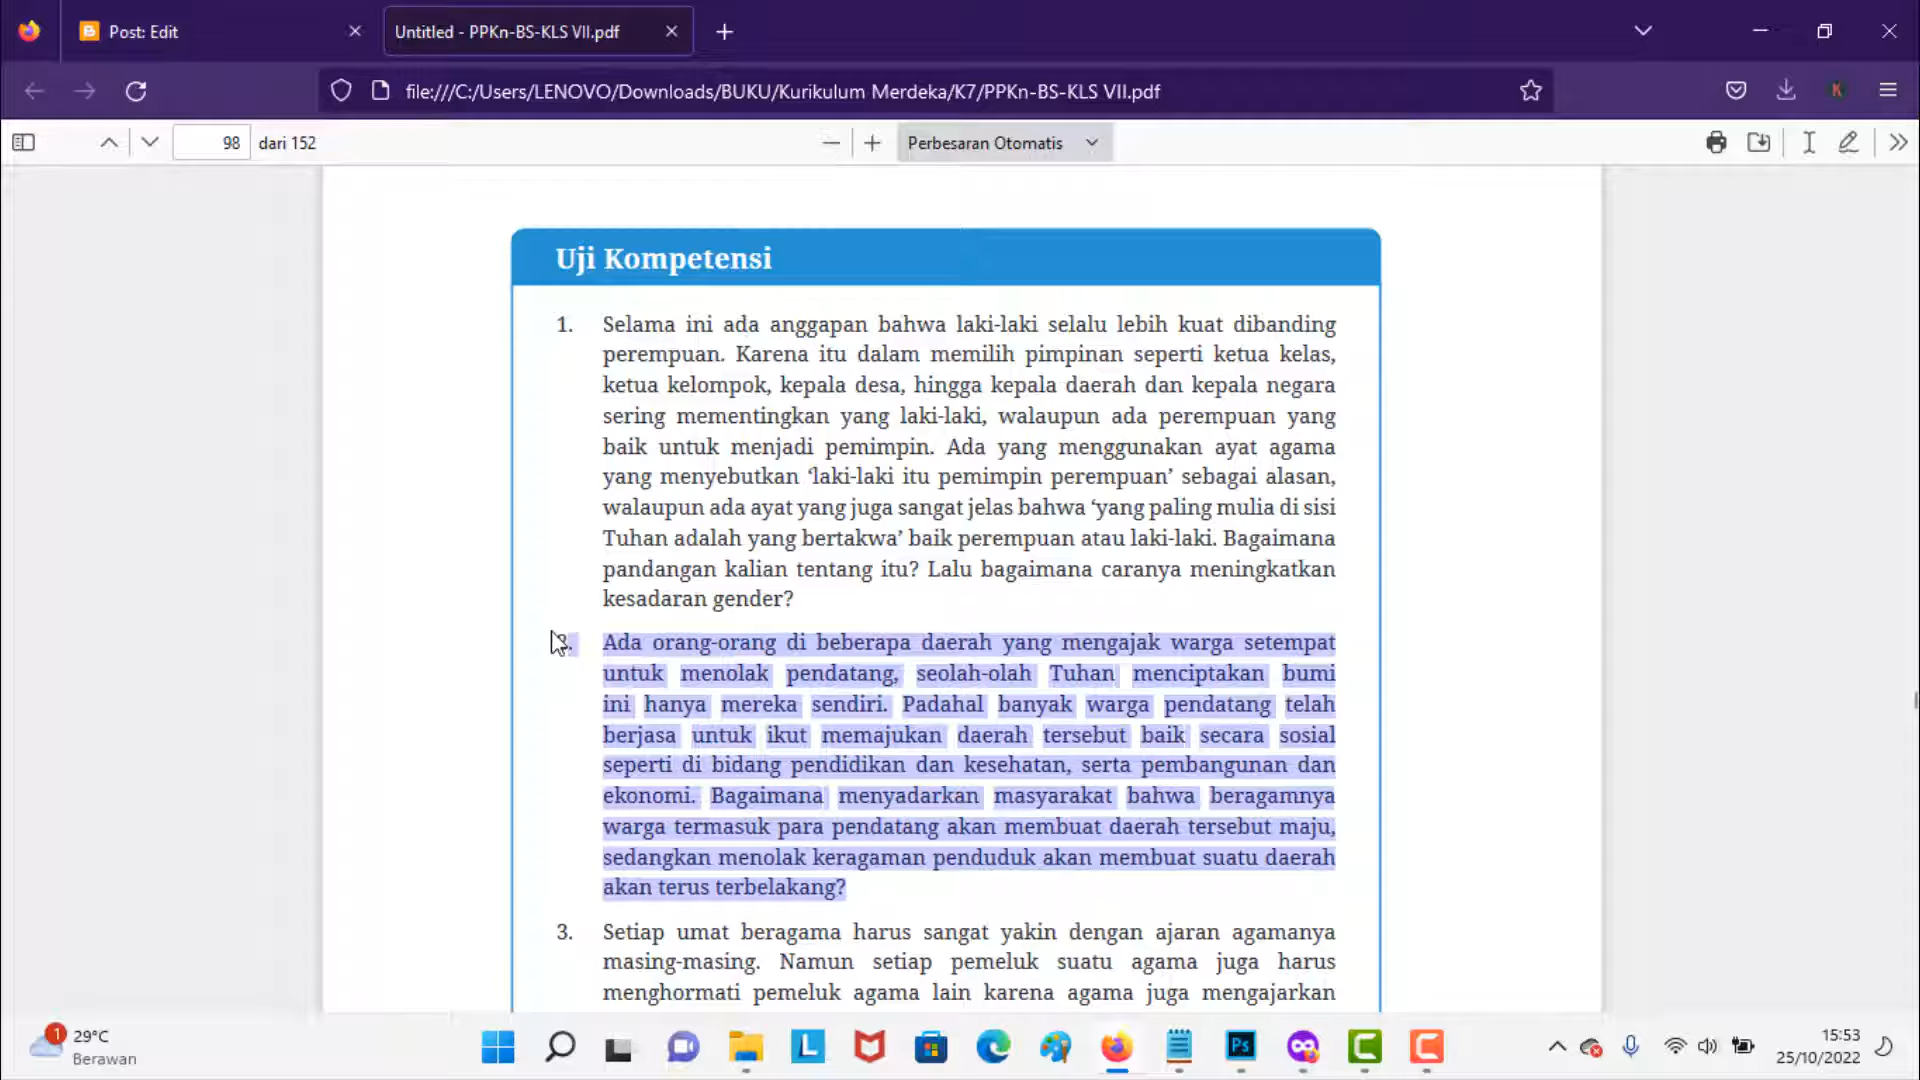 Post: Edit
Untitled - PPKn-BS-KLS VII.pdf
file:///C:/Users/LENOVO/Downloads/BUKU/Kurikulum Merdeka/K7/PPKn-BS-KLS VII.pdf
K
98 dari 152
Perbesaran Otomatis
Uji Kompetensi
1. Selama ini ada anggapan bahwa laki-laki selalu lebih kuat dibanding
perempuan. Karena itu dalam memilih pimpinan seperti ketua kelas,
ketua kelompok, kepala desa, hingga kepala daerah dan kepala negara
sering mementingkan yang laki-laki, walaupun ada perempuan yang
baik untuk menjadi pemimpin. Ada yang menggunakan ayat agama
yang menyebutkan ‘laki-laki itu pemimpin perempuan’ sebagai alasan,
walaupun ada ayat yang juga sangat jelas bahwa ‘yang paling mulia di sisi
Tuhan adalah yang bertakwa’ baik perempuan atau laki-laki. Bagaimana
pandangan kalian tentang itu? Lalu bagaimana caranya meningkatkan
kesadaran gender?
Ada orang-orang di beberapa daerah yang mengajak warga setempat
untuk menolak pendatang, seolah-olah Tuhan menciptakan bumi
ini hanya mereka sendiri. Padahal banyak warga pendatang telah
berjasa untuk ikut memajukan daerah tersebut baik secara sosial
seperti di bidang pendidikan dan kesehatan, serta pembangunan dan
ekonomi. Bagaimana menyadarkan masyarakat bahwa beragamnya
warga termasuk para pendatang akan membuat daerah tersebut maju,
sedangkan menolak keragaman penduduk akan membuat suatu daerah
akan terus terbelakang?
3. Setiap umat beragama harus sangat yakin dengan ajaran agamanya
masing-masing. Namun setiap pemeluk suatu agama juga harus
menghormati pemeluk agama lain karena agama juga mengajarkan
1
29°C
Berawan
L
Ps
15:53
25/10/2022